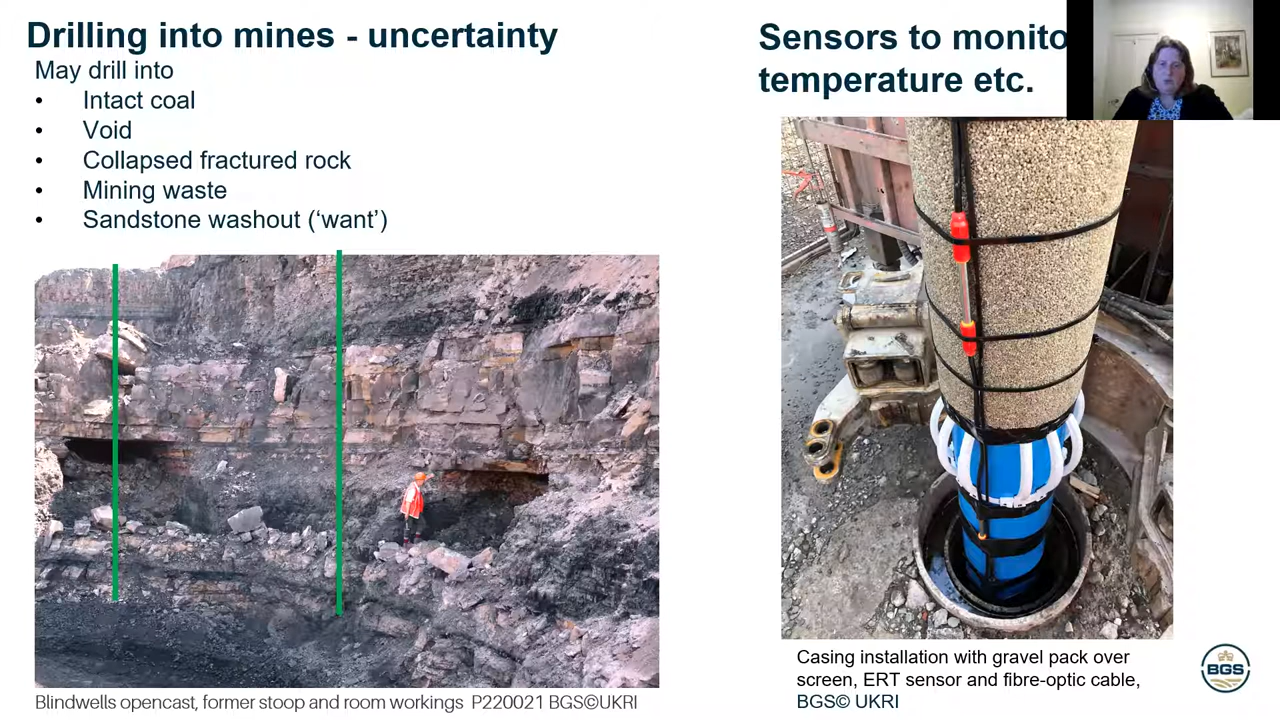 Drilling into mines - uncertainty
May drill into
• Intact coal
• Void
• Collapsed fractured rock
• Mining waste
• Sandstone washout (‘want’)
Blindwells opencast, former stoop and room workings P220021 BGS©UKRI
Sensors to monito
temperature etc.
Casing installation with gravel pack over
screen, ERT sensor and fibre-optic cable,
BGS© UKRI
BGS